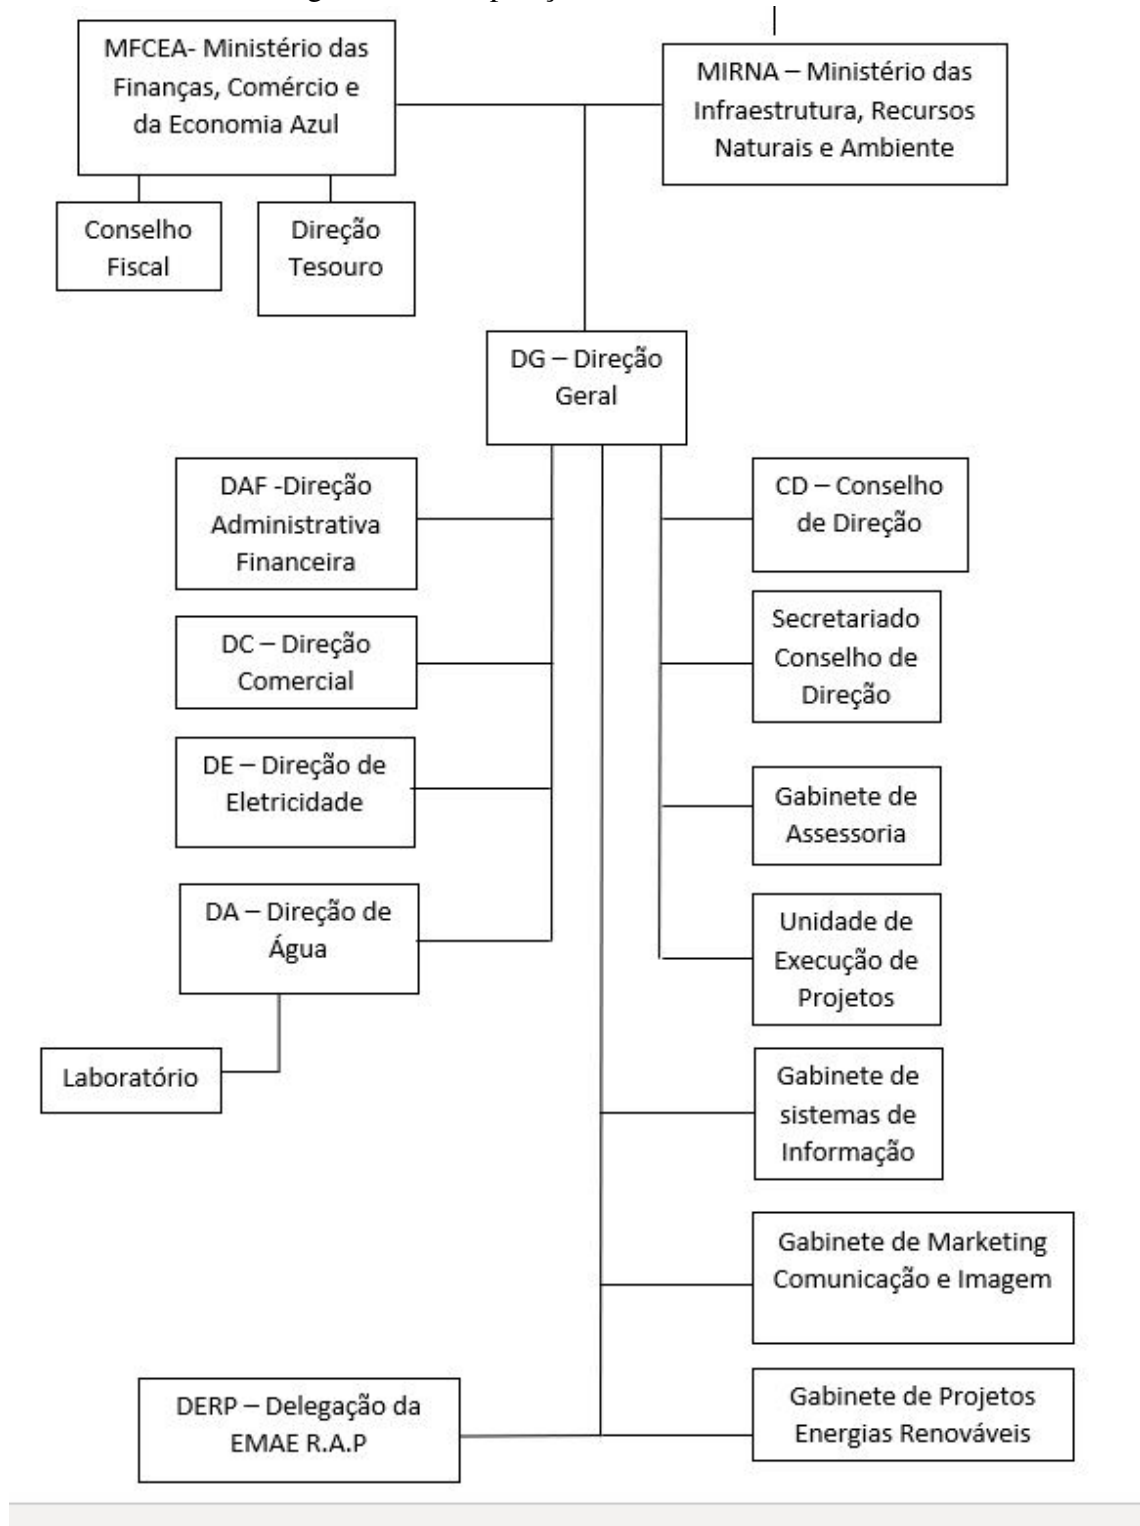 MFCEA- Ministério das
Finanças, Comércio e
da Economia Azul
MIRNA – Ministério das
Infraestrutura, Recursos
Naturais e Ambiente
Conselho
Fiscal
Direção
Tesouro
DG – Direção
Geral
DAF -Direção
Administrativa
Financeira
CD – Conselho
de Direção
DC – Direção
Comercial
Secretariado
Conselho de
Direção
DE – Direção de
Eletricidade
Gabinete de
Assessoria
DA – Direção de
Água
Unidade de
Execução de
Projetos
Laboratório
Gabinete de
sistemas de
Informação
Gabinete de Marketing
Comunicação e Imagem
DERP – Delegação da
EMAE R.A.P
Gabinete de Projetos
Energias Renováveis